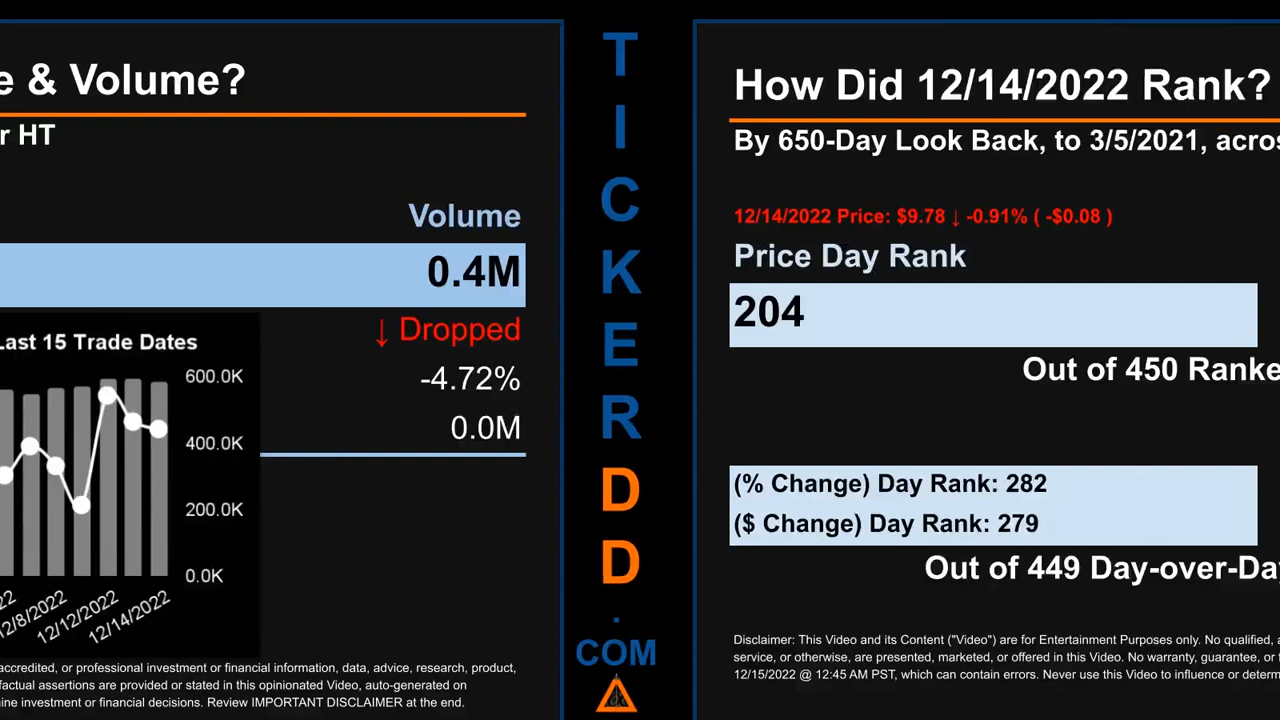 e & Volume?
r HT
Volume
0.4M
↓ Dropped
-4.72%
0.0M
Last 15 Trade Dates
600.0K
400.0K
200.0K
0.0K
12/8/2022
12/12/2022
12/14/2022
accredited, or professional investment or financial information, data, advice, research, product,
factual assertions are provided or stated in this opinionated Video, auto-generated on
nine investment or financial decisions. Review IMPORTANT DISCLAIMER at the end.
T
I
C
K
E
R
D
D
.
COM
How Did 12/14/2022 Rank?
By 650-Day Look Back, to 3/5/2021, acros
12/14/2022 Price: $9.78 ↓ -0.91% ( -$0.08 )
Price Day Rank
204
Out of 450 Ranke
(% Change) Day Rank: 282
($ Change) Day Rank: 279
Out of 449 Day-over-Da
Disclaimer: This Video and its Content ("Video") are for Entertainment Purposes only. No qualified, a
service, or otherwise, are presented, marketed, or offered in this Video. No warranty, guarantee, or f
12/15/2022 @ 12:45 AM PST, which can contain errors. Never use this Video to influence or determ